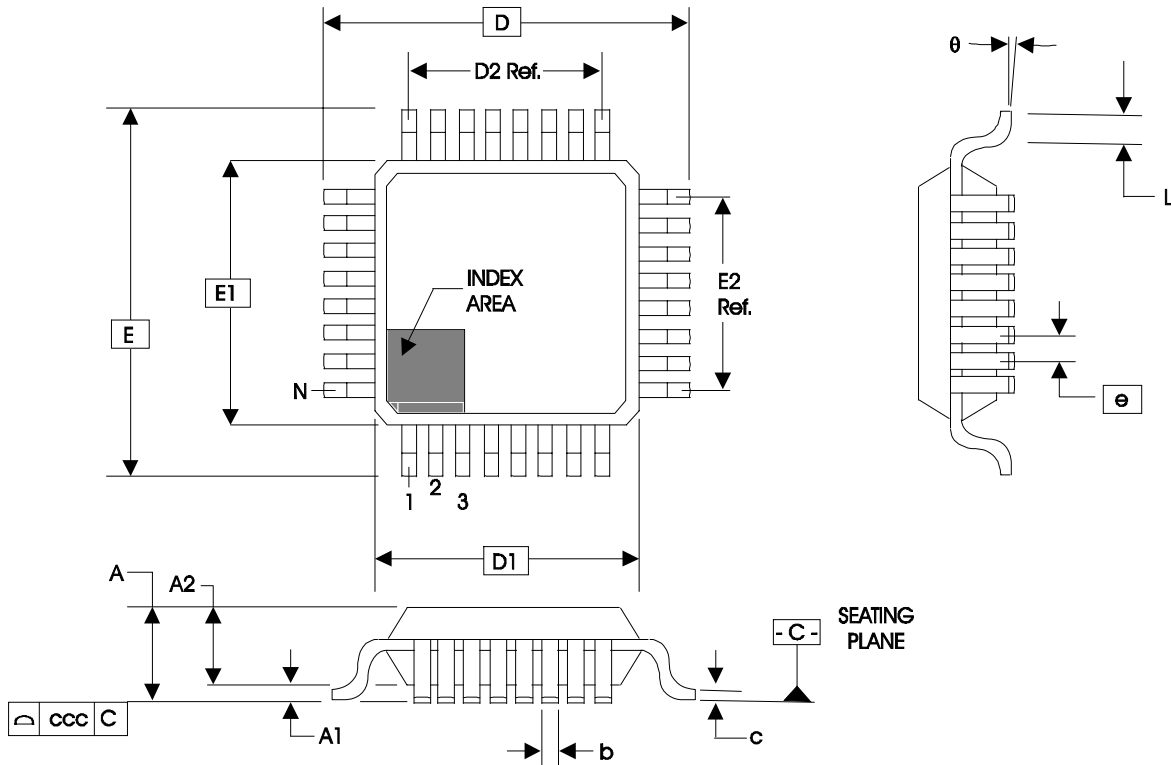 D
D2 Ref.
θ
L
E
E1
INDEX
AREA
E2
Ref.
N
1
2
3
e
D1
A
A2
- C -
SEATING
PLANE
ccc C
A1
b
c